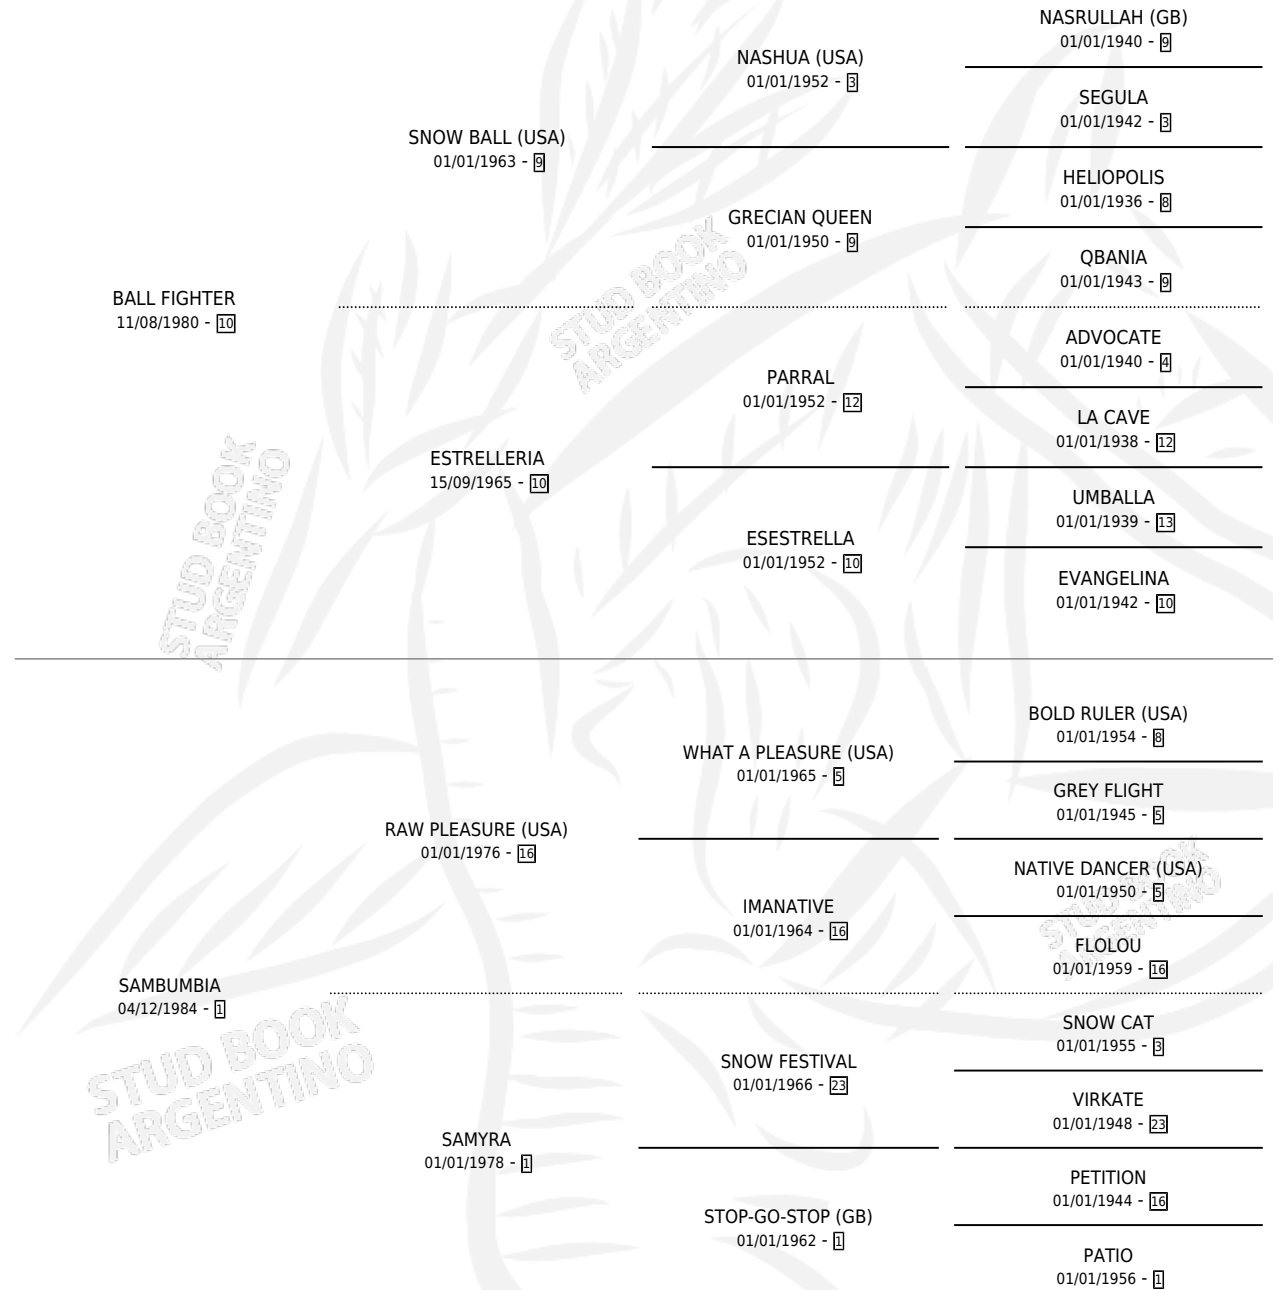 NASRULLAH (GB)
01/01/1940 - 9
NASHUA (USA)
01/01/1952 - 3
SEGULA
01/01/1942 - 3
SNOW BALL (USA)
01/01/1963 - 9
HELIOPOLIS
01/01/1936 - 8
GRECIAN QUEEN
01/01/1950 - 9
QBANIA
01/01/1943 - 9
BALL FIGHTER
11/08/1980 - 10
STUD BOOK
ARGENTINO
ADVOCATE
01/01/1940 - 4
PARRAL
01/01/1952 - 12
LA CAVE
01/01/1938 - 12
ESTRELLERIA
15/09/1965 - 10
UMBALLA
01/01/1939 - 13
ESESTRELLA
01/01/1952 - 10
EVANGELINA
01/01/1942 - 10
STUD BOOK
ARGENTINO
BOLD RULER (USA)
01/01/1954 - 8
WHAT A PLEASURE (USA)
01/01/1965 - 5
GREY FLIGHT
01/01/1945 - 5
RAW PLEASURE (USA)
01/01/1976 - 16
NATIVE DANCER (USA)
01/01/1950 - 5
IMANATIVE
01/01/1964 - 16
FLOLOU
01/01/1959 - 16
STUD BOOK
ARGENTINO
SAMBUMBIA
04/12/1984 - 1
SNOW CAT
01/01/1955 - 3
SNOW FESTIVAL
01/01/1966 - 23
VIRKATE
01/01/1948 - 23
STUD BOOK
ARGENTINO
SAMYRA
01/01/1978 - 1
PETITION
01/01/1944 - 16
STOP-GO-STOP (GB)
01/01/1962 - 1
PATIO
01/01/1956 - 1